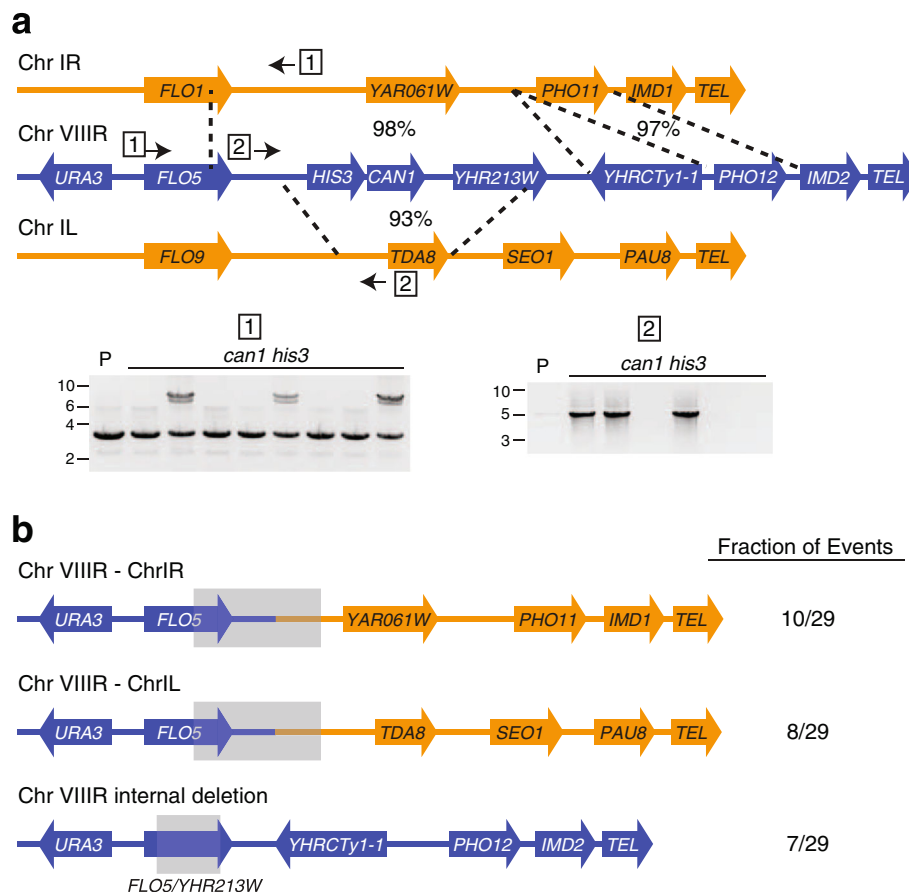 a
Chr IR
1
FLO1 YAR061W PHO11 IMD1 TEL
Chr VIIIR
98% 97%
1 2
URA3 FLO5 HIS3 CAN1 YHR213W YHRCTy1-1 PHO12 IMD2 TEL
93%
Chr IL
FLO9 TDA8 SEO1 PAU8 TEL
2
1
P can1 his3
10
6
4
2
2
P can1 his3
10
5
3
b
Fraction of Events
Chr VIIIR - ChrIR
URA3 FLO5 YAR061W PHO11 IMD1 TEL 10/29
Chr VIIIR - ChrIL
URA3 FLO5 TDA8 SEO1 PAU8 TEL 8/29
Chr VIIIR internal deletion
URA3 YHRCTy1-1 PHO12 IMD2 TEL 7/29
FLO5/YHR213W